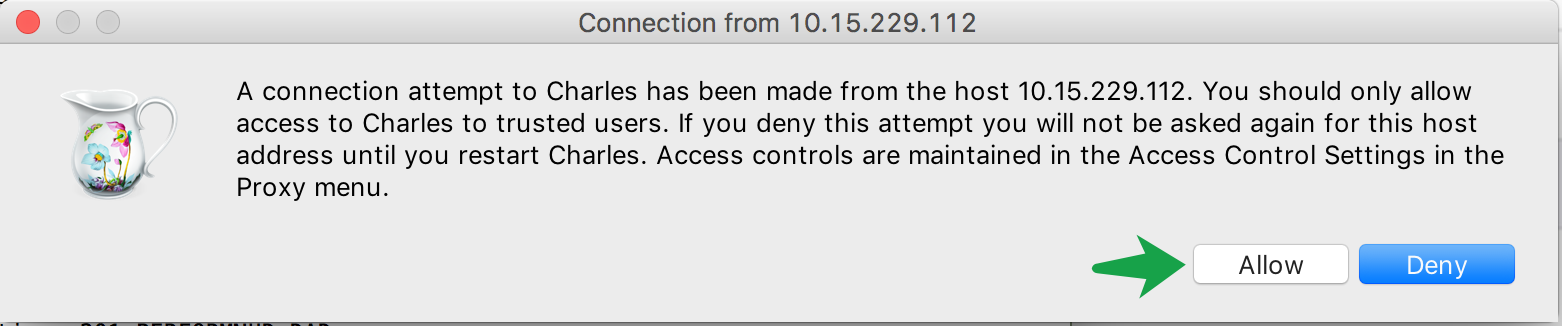 Connection from 10.15.229.112
A connection attempt to Charles has been made from the host 10.15.229.112. You should only allow
access to Charles to trusted users. If you deny this attempt you will not be asked again for this host
address until you restart Charles. Access controls are maintained in the Access Control Settings in the
Proxy menu.
Allow Deny